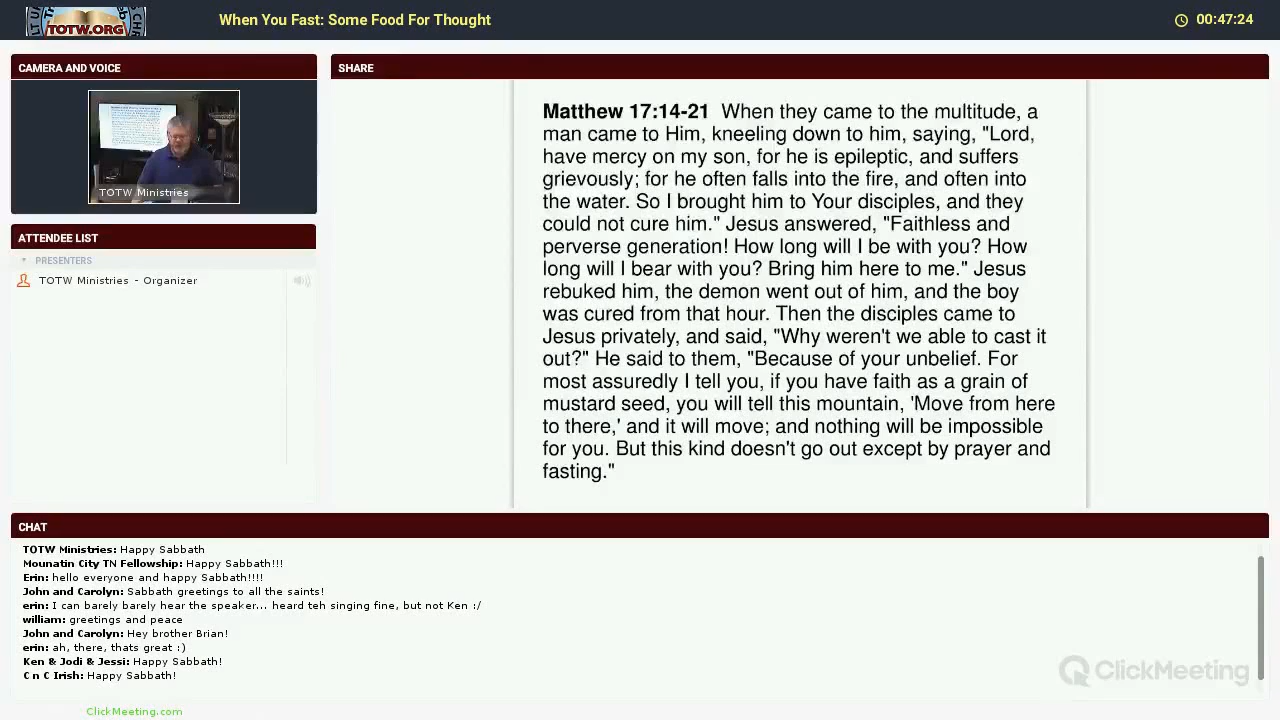 TOTW.ORG
When You Fast: Some Food For Thought
00:47:24
CAMERA AND VOICE
TOTW Ministries
ATTENDEE LIST
PRESENTERS
TOTW Ministries - Organizer
SHARE
Matthew 17:14-21 When they came to the multitude, a
man came to Him, kneeling down to him, saying, "Lord,
have mercy on my son, for he is epileptic, and suffers
grievously; for he often falls into the fire, and often into
the water. So I brought him to Your disciples, and they
could not cure him." Jesus answered, "Faithless and
perverse generation! How long will I be with you? How
long will I bear with you? Bring him here to me." Jesus
rebuked him, the demon went out of him, and the boy
was cured from that hour. Then the disciples came to
Jesus privately, and said, "Why weren't we able to cast it
out?" He said to them, "Because of your unbelief. For
most assuredly I tell you, if you have faith as a grain of
mustard seed, you will tell this mountain, 'Move from here
to there,' and it will move; and nothing will be impossible
for you. But this kind doesn't go out except by prayer and
fasting."
CHAT
TOTW Ministries: Happy Sabbath
Mounatin City TN Fellowship: Happy Sabbath!!!
Erin: hello everyone and happy Sabbath!!!!
John and Carolyn: Sabbath greetings to all the saints!
erin: I can barely barely hear the speaker... heard teh singing fine, but not Ken :/
william: greetings and peace
John and Carolyn: Hey brother Brian!
erin: ah, there, thats great :)
Ken & Jodi & Jessi: Happy Sabbath!
C n C Irish: Happy Sabbath!
ClickMeeting
ClickMeeting.com